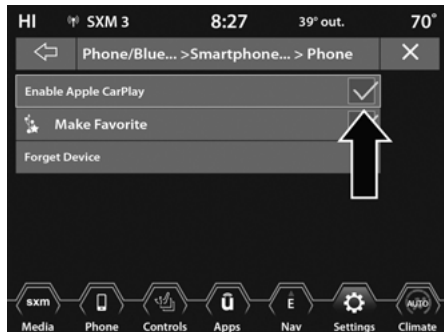 HI SXM 3 8:27 39° out. 70°
Phone/Blue... >Smartphone... > Phone
Enable Apple CarPlay
Make Favorite
Forget Device
sxm û E AUTO
Media Phone Controls Apps Nav Settings Climate